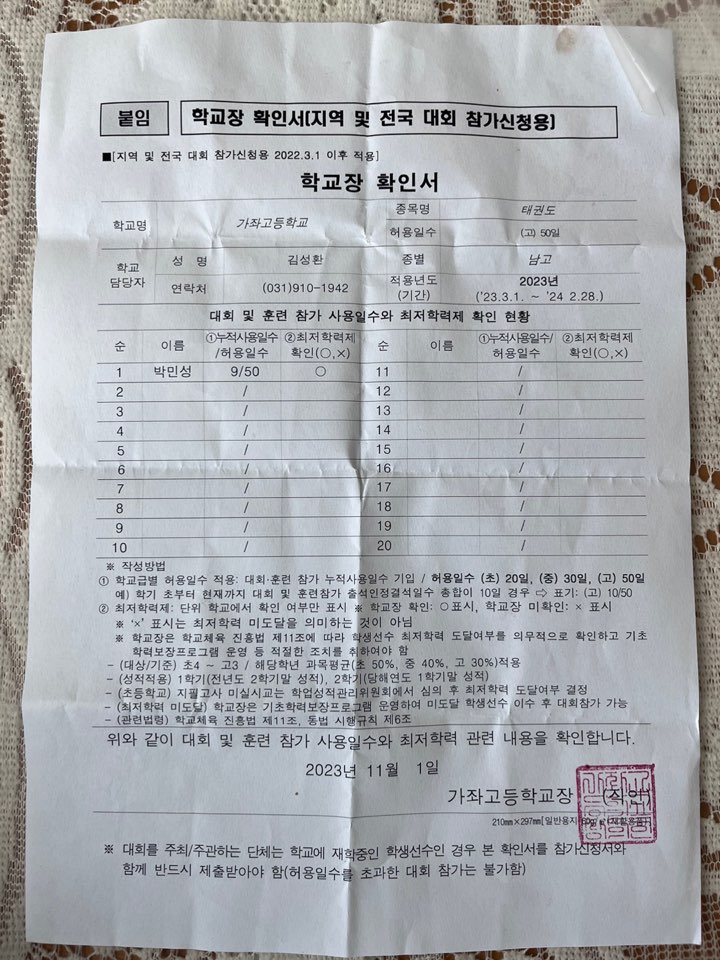 붙임
학교장 확인서(지역 및 전국 대회 참가신청용)
■[지역 및 전국 대회 참가신청용 2022.3.1 이후 적용]
학교장 확인서
학교명 가좌고등학교 종목명 태권도
허용일수 (고) 50일
학교 담당자 성 명 김성환 종별 남고
연락처 (031)910-1942 적용년도 (기간) 2023년 ('23.3.1. ~ '24 2.28.)
대회 및 훈련 참가 사용일수와 최저학력제 확인 현황
순 이름 ①누적사용일수/허용일수 ②최저학력제 확인(○,×) 순 이름 ①누적사용일수/허용일수 ②최저학력제 확인(○,×)
1 박민성 9/50 ○ 11 /
2 / 12 /
3 / 13 /
4 / 14 /
5 / 15 /
6 / 16 /
7 / 17 /
8 / 18 /
9 / 19 /
10 / 20 /
※ 작성방법
① 학교급별 허용일수 적용: 대회·훈련 참가 누적사용일수 기입 / 허용일수 (초) 20일, (중) 30일, (고) 50일
예) 학기 초부터 현재까지 대회 및 훈련참가 출석인정결석일수 총합이 10일 경우 ⇨ 표기: (고) 10/50
② 최저학력제: 단위 학교에서 확인 여부만 표시 ※ 학교장 확인: ○표시, 학교장 미확인: × 표시
※ '×' 표시는 최저학력 미도달을 의미하는 것이 아님
※ 학교장은 학교체육 진흥법 제11조에 따라 학생선수 최저학력 도달여부를 의무적으로 확인하고 기초
학력보장프로그램 운영 등 적절한 조치를 취하여야 함
- (대상/기준) 초4 ~ 고3 / 해당학년 과목평균(초 50%, 중 40%, 고 30%)적용
- (성적적용) 1학기(전년도 2학기말 성적), 2학기(당해연도 1학기말 성적)
- (초등학교) 지필고사 미실시교는 학업성적관리위원회에서 심의 후 최저학력 도달여부 결정
- (최저학력 미도달) 학교장은 기초학력보장프로그램 운영하여 미도달 학생선수 이수 후 대회참가 가능
- (관련법령) 학교체육 진흥법 제11조, 동법 시행규칙 제6조
위와 같이 대회 및 훈련 참가 사용일수와 최저학력 관련 내용을 확인합니다.
2023년 11월 1일
가좌고등학교장 (직인)
210㎜×297㎜[일반용지 60g/㎡(재활용품)]
※ 대회를 주최/주관하는 단체는 학교에 재학중인 학생선수인 경우 본 확인서를 참가신청서와
함께 반드시 제출받아야 함(허용일수를 초과한 대회 참가는 불가함)